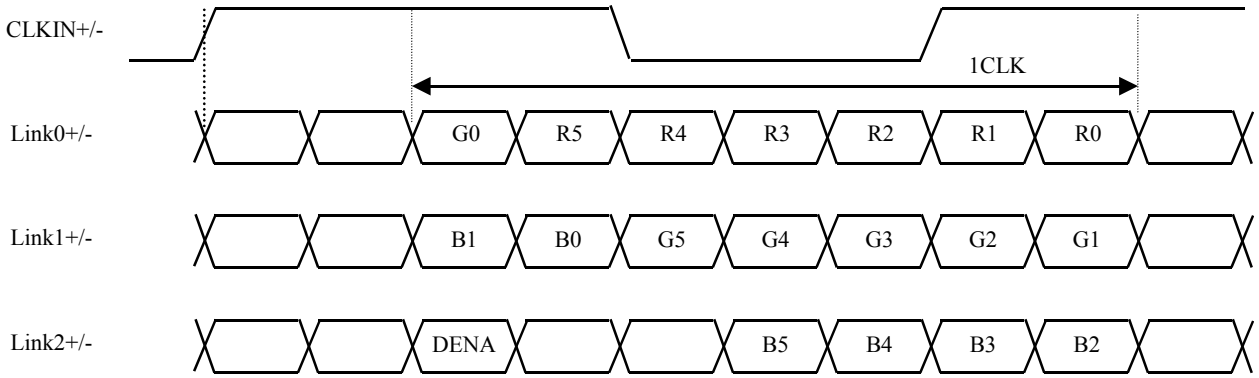 CLKIN+/-
1CLK
Link0+/- G0 R5 R4 R3 R2 R1 R0
Link1+/- B1 B0 G5 G4 G3 G2 G1
Link2+/- DENA B5 B4 B3 B2